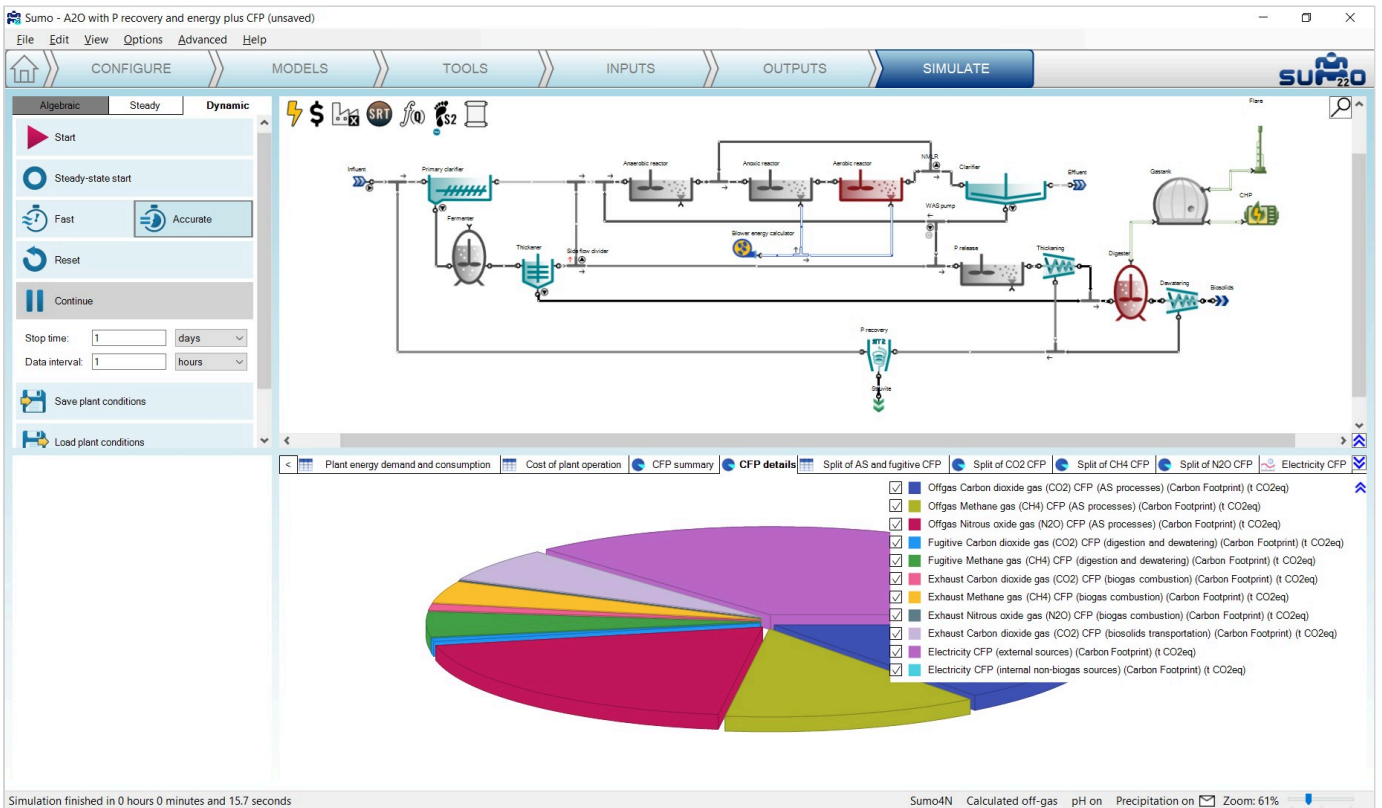 Sumo - A2O with P recovery and energy plus CFP (unsaved)
File Edit View Options Advanced Help
CONFIGURE MODELS TOOLS INPUTS OUTPUTS SIMULATE
SUMO 22
Algebraic Steady Dynamic
Start
Steady-state start
Fast Accurate
Reset
Continue
Stop time: 1 days
Data interval: 1 hours
Save plant conditions
Load plant conditions
$ SRT f(Q) S2
Flare
Influent
Primary clarifier
Anaerobic reactor
Anoxic reactor
Aerobic reactor
NMLR
Clarifier
Effluent
Gastank
CHP
WAS pump
Fermenter
Blower energy calculator
Thickener
Side flow divider
P release
Thickening
Digester
Dewatering
Biosolids
P recovery
Struvite
< Plant energy demand and consumption Cost of plant operation CFP summary CFP details Split of AS and fugitive CFP Split of CO2 CFP Split of CH4 CFP Split of N2O CFP Electricity CFP
Offgas Carbon dioxide gas (CO2) CFP (AS processes) (Carbon Footprint) (t CO2eq)
Offgas Methane gas (CH4) CFP (AS processes) (Carbon Footprint) (t CO2eq)
Offgas Nitrous oxide gas (N2O) CFP (AS processes) (Carbon Footprint) (t CO2eq)
Fugitive Carbon dioxide gas (CO2) CFP (digestion and dewatering) (Carbon Footprint) (t CO2eq)
Fugitive Methane gas (CH4) CFP (digestion and dewatering) (Carbon Footprint) (t CO2eq)
Exhaust Carbon dioxide gas (CO2) CFP (biogas combustion) (Carbon Footprint) (t CO2eq)
Exhaust Methane gas (CH4) CFP (biogas combustion) (Carbon Footprint) (t CO2eq)
Exhaust Nitrous oxide gas (N2O) CFP (biogas combustion) (Carbon Footprint) (t CO2eq)
Exhaust Carbon dioxide gas (CO2) CFP (biosolids transportation) (Carbon Footprint) (t CO2eq)
Electricity CFP (external sources) (Carbon Footprint) (t CO2eq)
Electricity CFP (internal non-biogas sources) (Carbon Footprint) (t CO2eq)
Simulation finished in 0 hours 0 minutes and 15.7 seconds
Sumo4N Calculated off-gas pH on Precipitation on Zoom: 61%